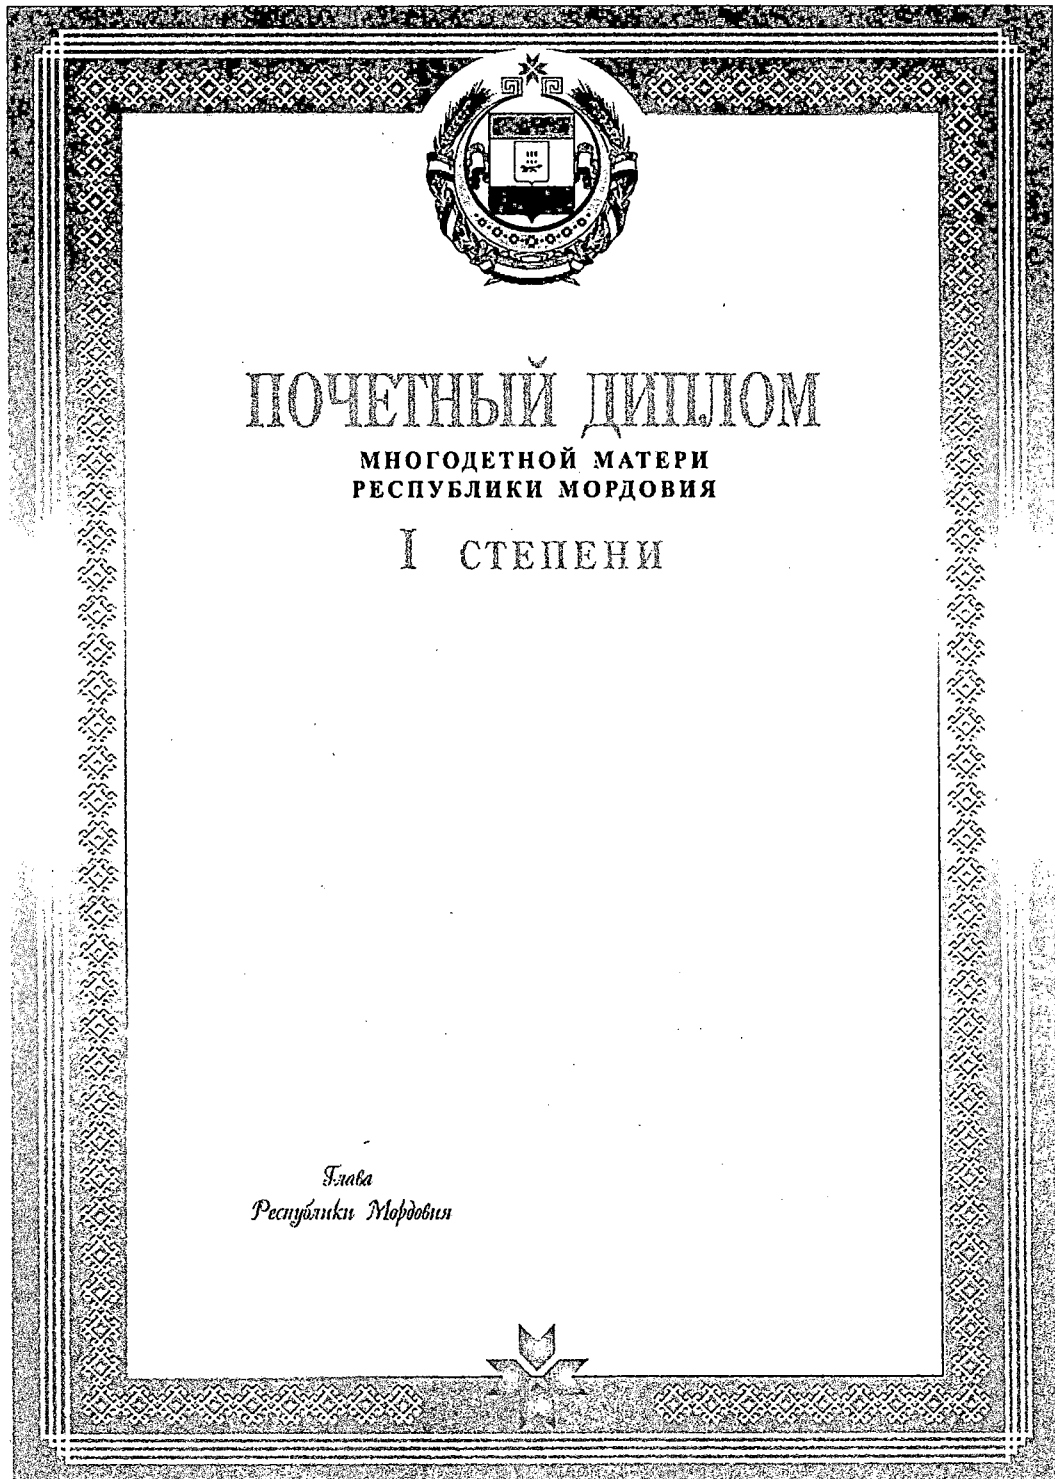 ПОЧЕТНЫЙ ДИПЛОМ
МНОГОДЕТНОЙ МАТЕРИ
РЕСПУБЛИКИ МОРДОВИЯ
I СТЕПЕНИ
Глава
Республики Мордовия